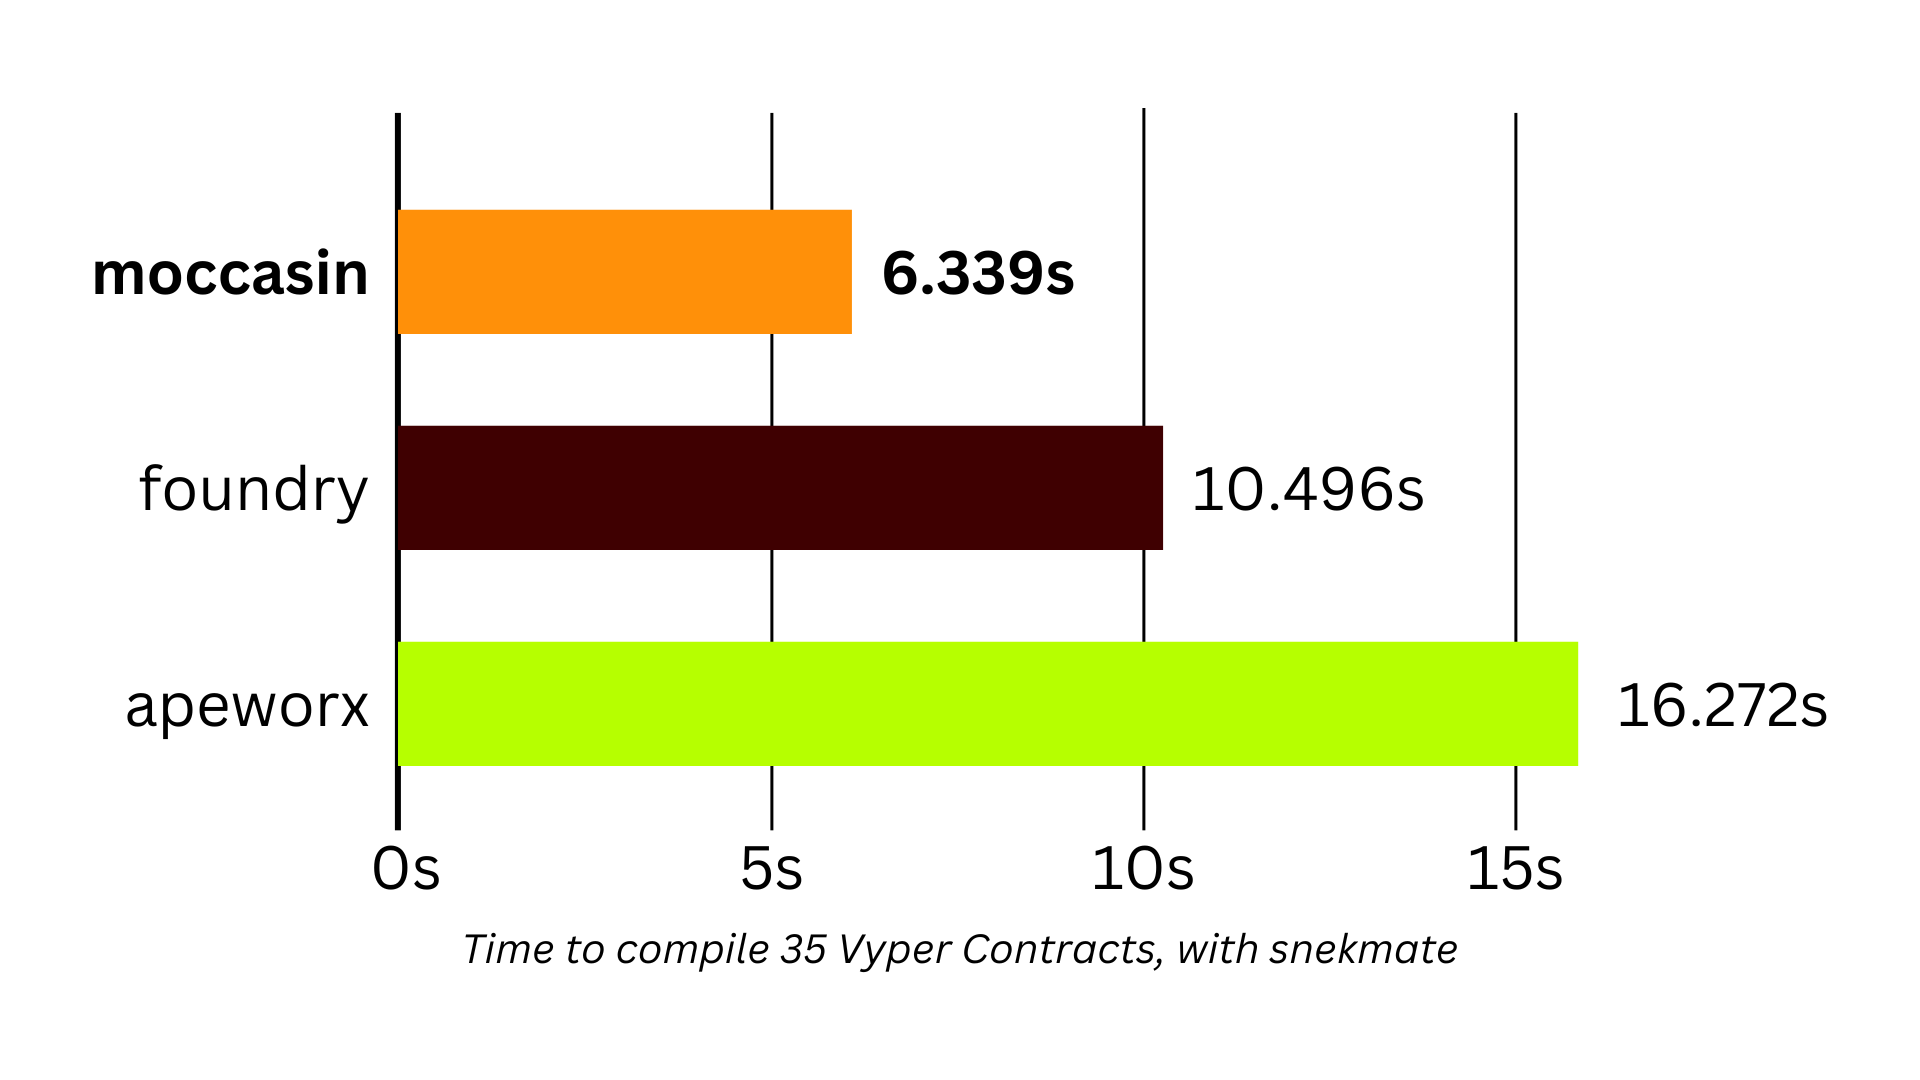 moccasin
6.339s
foundry
10.496s
apeworx
16.272s
0s 5s 10s 15s
Time to compile 35 Vyper Contracts, with snekmate